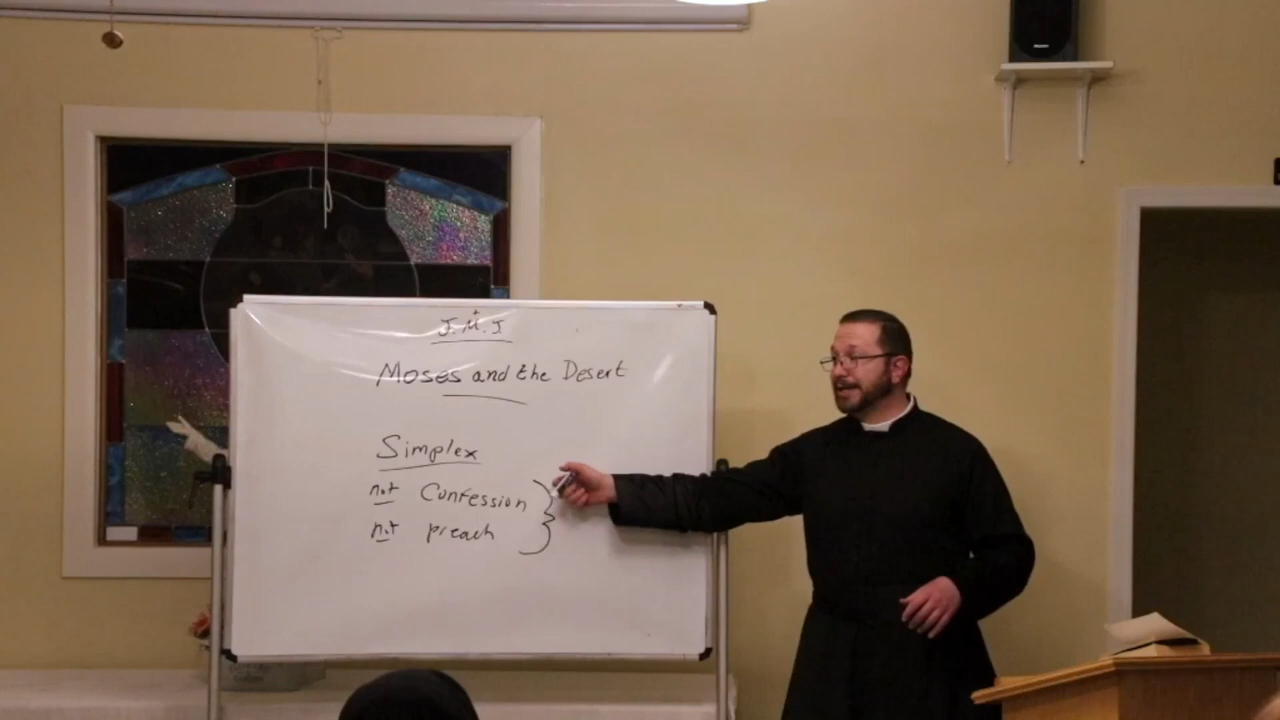 J.M.J
Moses and the Desert
Simplex
not Confession
not preach